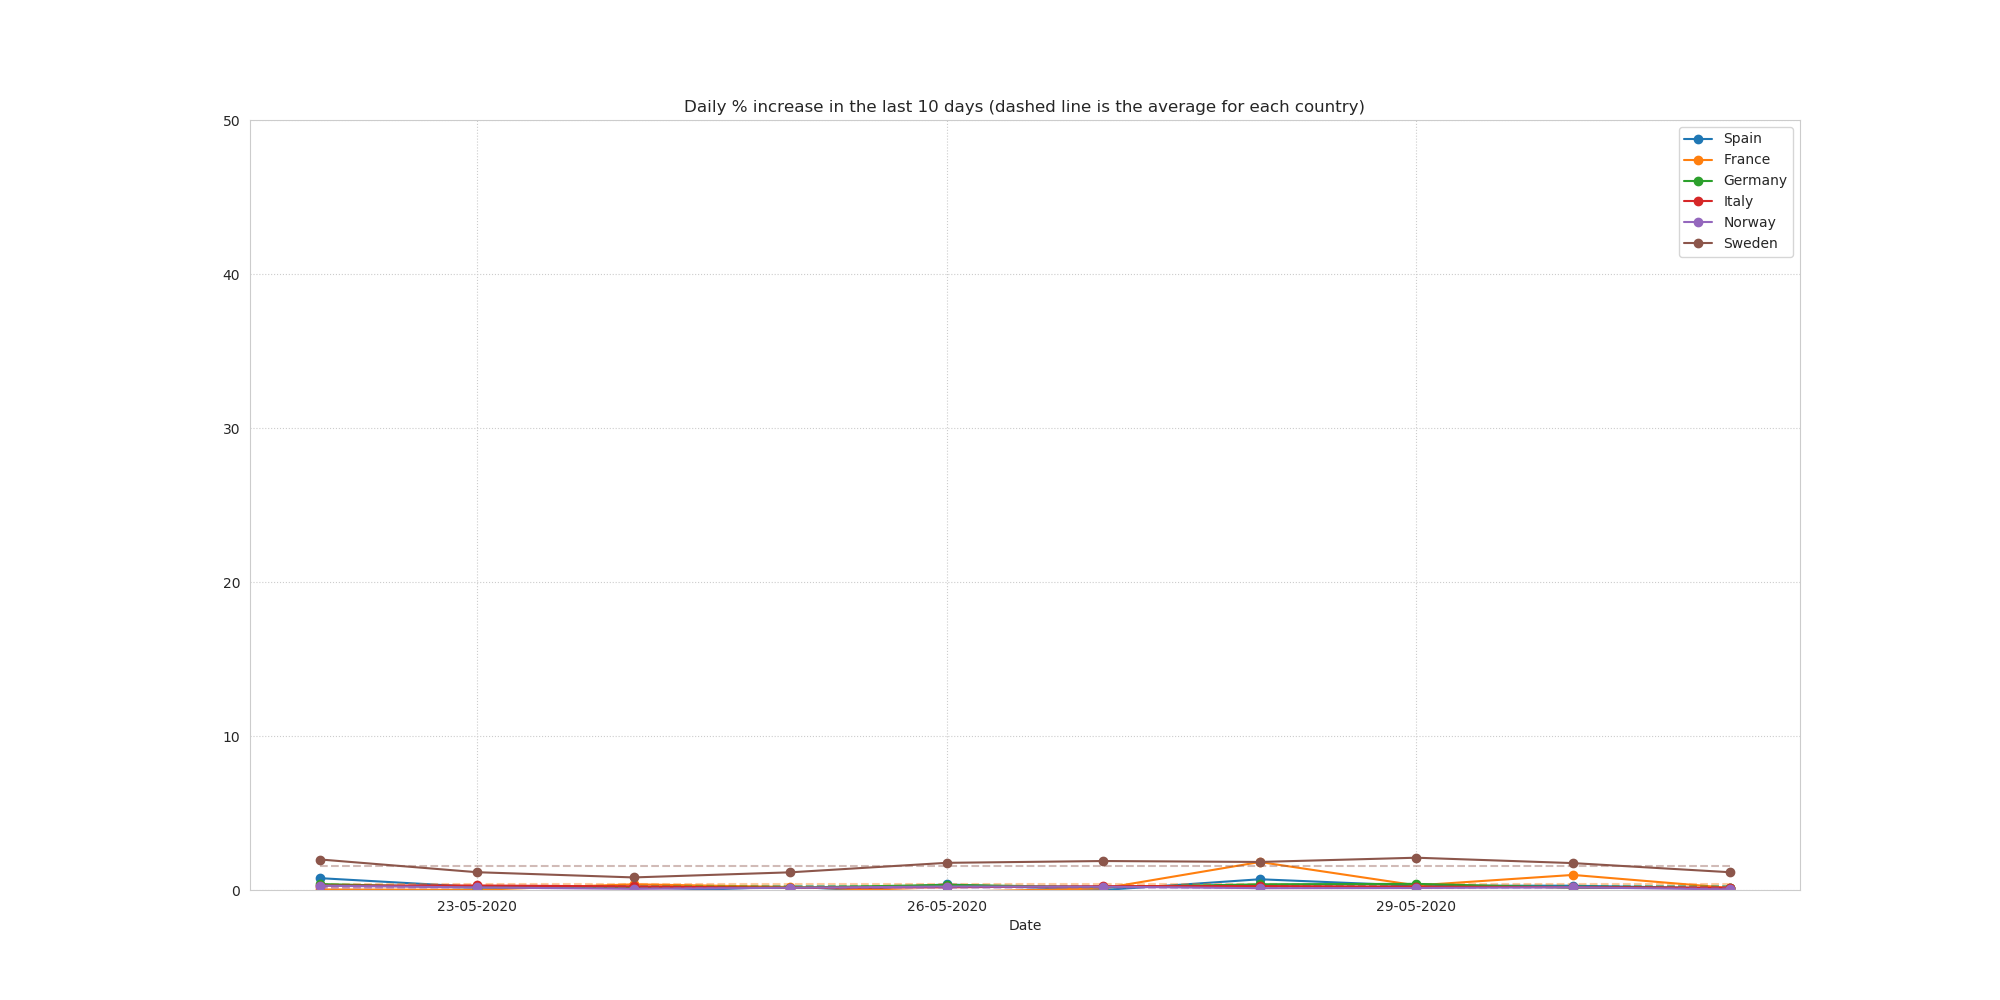 Daily % increase in the last 10 days (dashed line is the average for each country)
50
40
30
20
10
0
Spain
France
Germany
Italy
Norway
Sweden
23-05-2020
26-05-2020
29-05-2020
Date